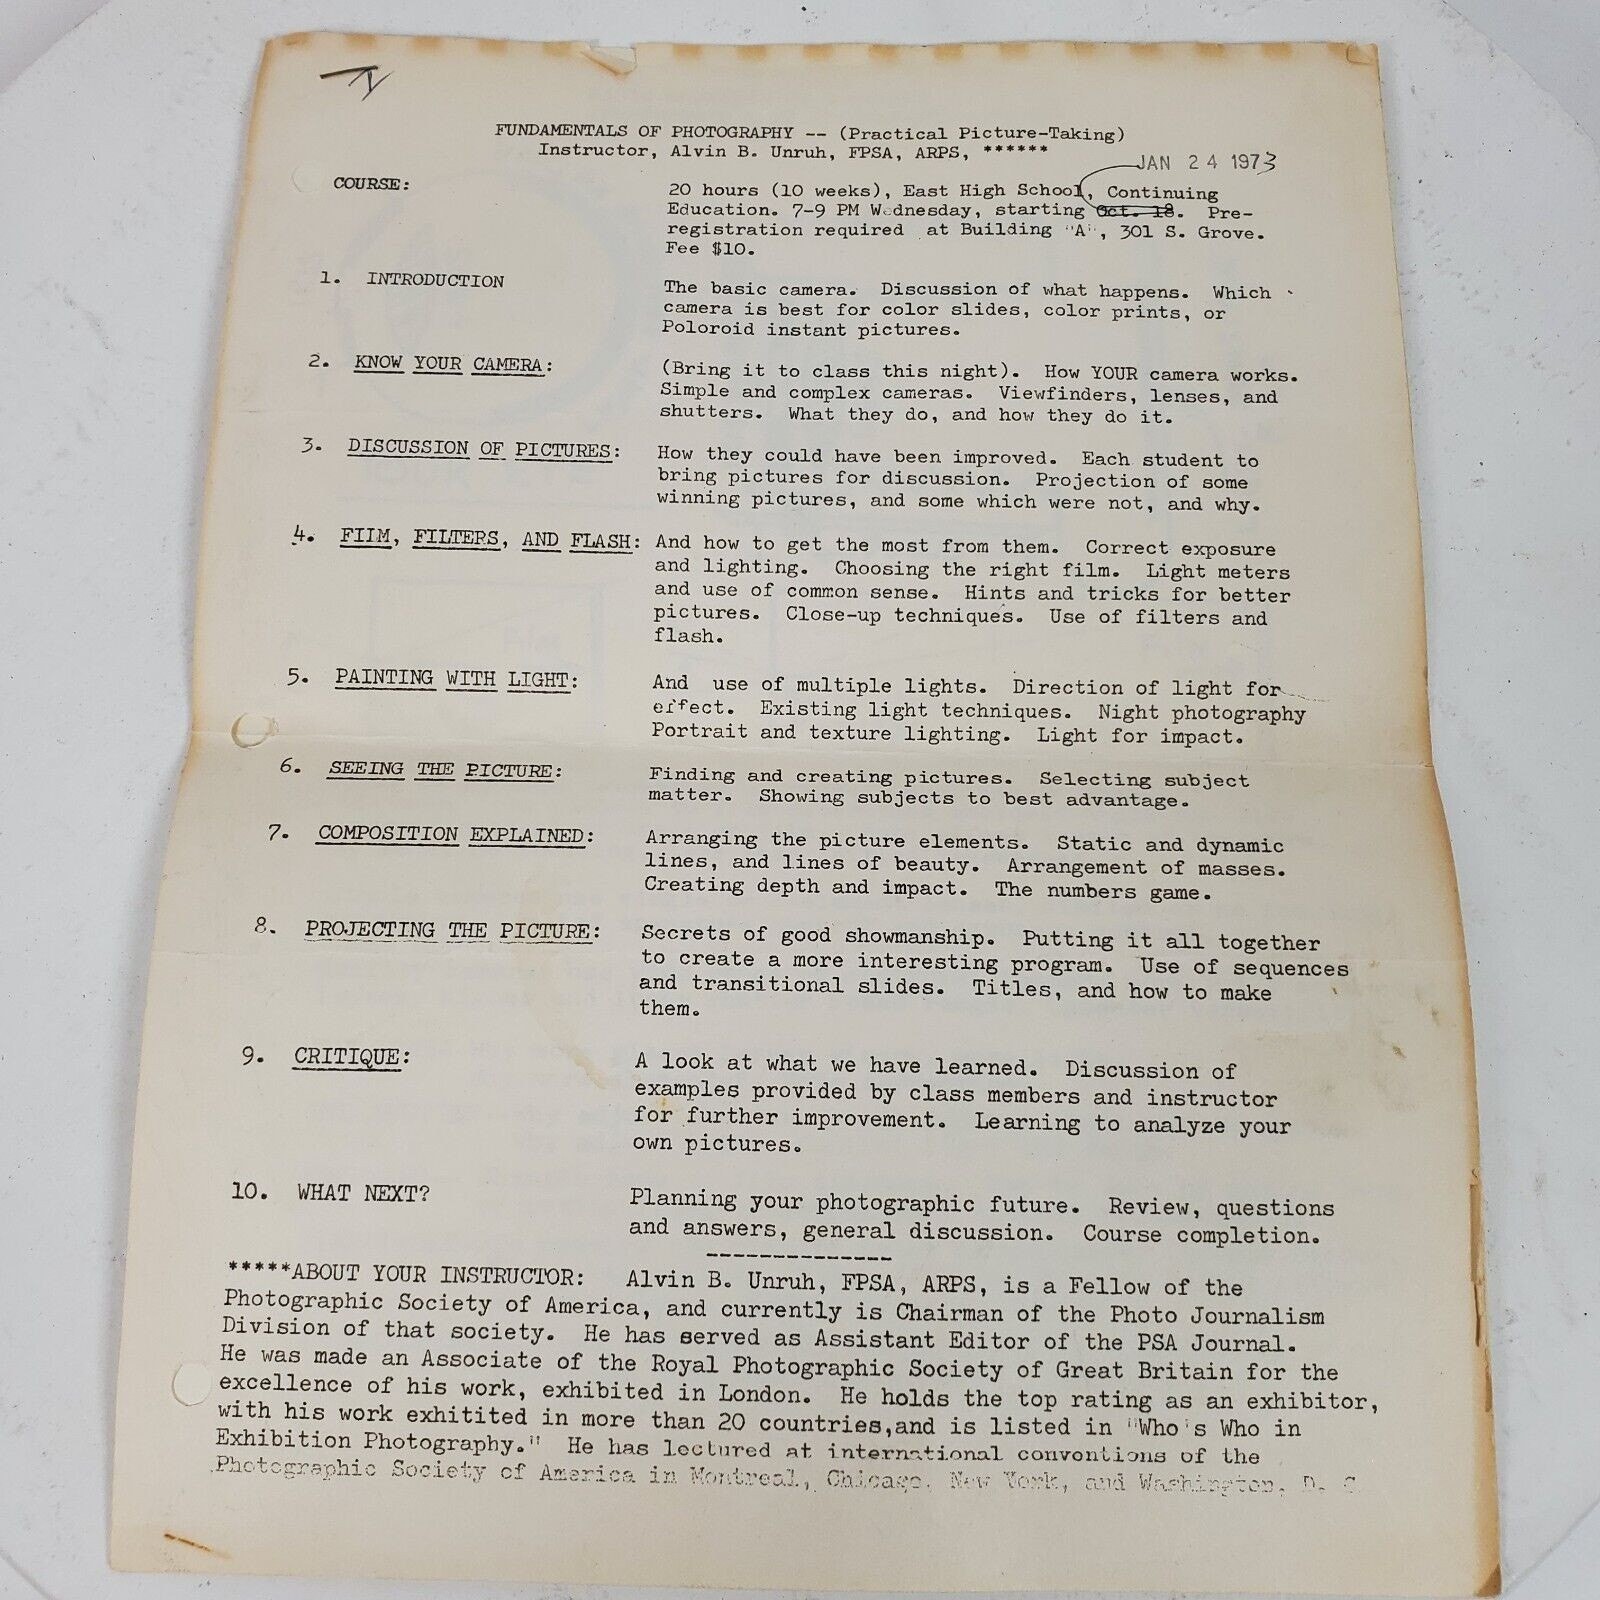 FUNDAMENTALS OF PHOTOGRAPHY -- (Practical Picture-Taking)
Instructor, Alvin B. Unruh, FPSA, ARPS, ******
JAN 24 1973
COURSE: 20 hours (10 weeks), East High School, Continuing
Education. 7-9 PM Wednesday, starting Oct. 18. Pre-
registration required at Building "A", 301 S. Grove.
Fee $10.
1. INTRODUCTION The basic camera. Discussion of what happens. Which
camera is best for color slides, color prints, or
Poloroid instant pictures.
2. KNOW YOUR CAMERA: (Bring it to class this night). How YOUR camera works.
Simple and complex cameras. Viewfinders, lenses, and
shutters. What they do, and how they do it.
3. DISCUSSION OF PICTURES: How they could have been improved. Each student to
bring pictures for discussion. Projection of some
winning pictures, and some which were not, and why.
4. FIIM, FILTERS, AND FLASH: And how to get the most from them. Correct exposure
and lighting. Choosing the right film. Light meters
and use of common sense. Hints and tricks for better
pictures. Close-up techniques. Use of filters and
flash.
5. PAINTING WITH LIGHT: And use of multiple lights. Direction of light for
effect. Existing light techniques. Night photography
Portrait and texture lighting. Light for impact.
6. SEEING THE PICTURE: Finding and creating pictures. Selecting subject
matter. Showing subjects to best advantage.
7. COMPOSITION EXPLAINED: Arranging the picture elements. Static and dynamic
lines, and lines of beauty. Arrangement of masses.
Creating depth and impact. The numbers game.
8. PROJECTING THE PICTURE: Secrets of good showmanship. Putting it all together
to create a more interesting program. Use of sequences
and transitional slides. Titles, and how to make
them.
9. CRITIQUE: A look at what we have learned. Discussion of
examples provided by class members and instructor
for further improvement. Learning to analyze your
own pictures.
10. WHAT NEXT? Planning your photographic future. Review, questions
and answers, general discussion. Course completion.
--------------
*****ABOUT YOUR INSTRUCTOR: Alvin B. Unruh, FPSA, ARPS, is a Fellow of the
Photographic Society of America, and currently is Chairman of the Photo Journalism
Division of that society. He has served as Assistant Editor of the PSA Journal.
He was made an Associate of the Royal Photographic Society of Great Britain for the
excellence of his work, exhibited in London. He holds the top rating as an exhibitor,
with his work exhitited in more than 20 countries,and is listed in "Who's Who in
Exhibition Photography." He has lectured at international conventions of the
Photographic Society of America in Montreal, Chicago, New York, and Washington, D. C.